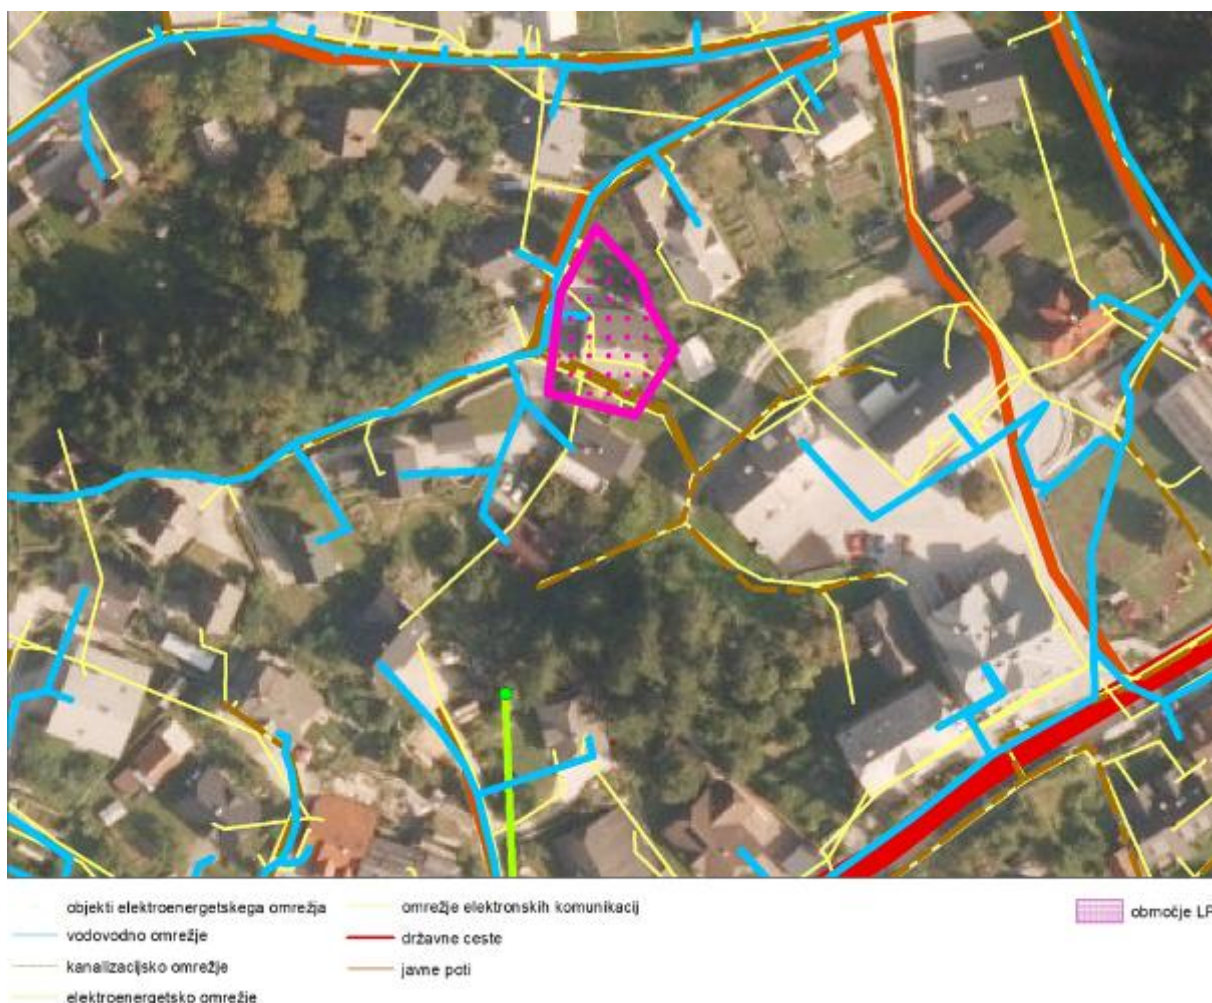 objekti elektroenergetskega omrežja
vodovodno omrežje
kanalizacijsko omrežje
elektroenergetsko omrežje
omrežje elektronskih komunikacij
državne ceste
javne poti
območje LP